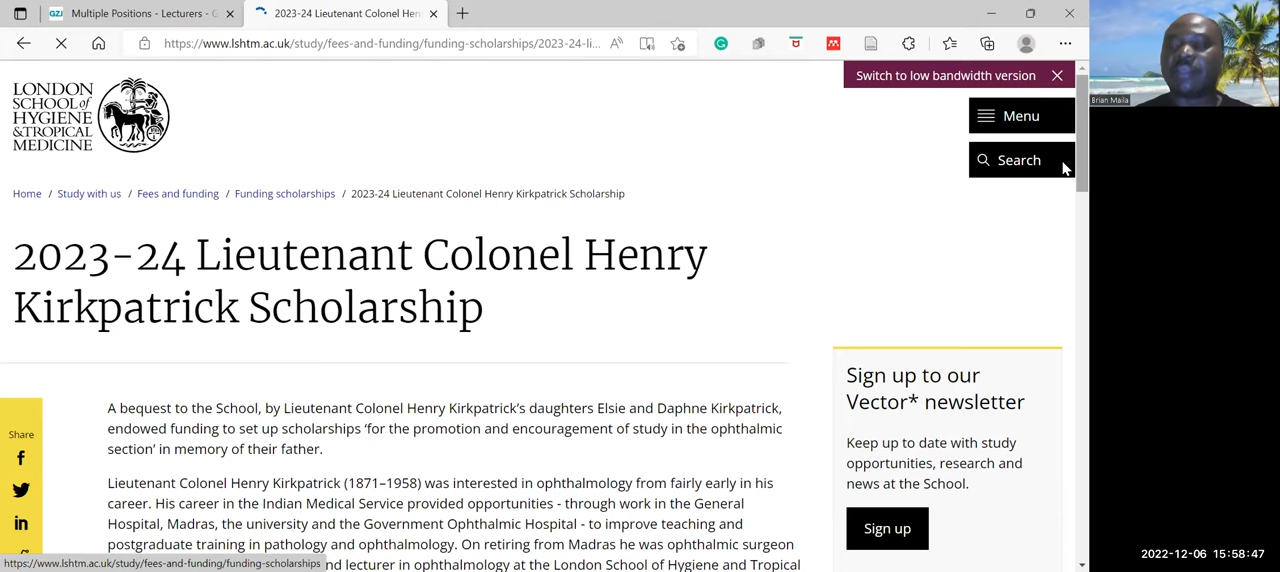 Multiple Positions - Lecturers - G
2023-24 Lieutenant Colonel Hen
https://www.lshtm.ac.uk/study/fees-and-funding/funding-scholarships/2023-24-li...
Switch to low bandwidth version
LONDON
SCHOOL of
HYGIENE
& TROPICAL
MEDICINE
Menu
Search
Home / Study with us / Fees and funding / Funding scholarships / 2023-24 Lieutenant Colonel Henry Kirkpatrick Scholarship
2023-24 Lieutenant Colonel Henry
Kirkpatrick Scholarship
Share
A bequest to the School, by Lieutenant Colonel Henry Kirkpatrick's daughters Elsie and Daphne Kirkpatrick,
endowed funding to set up scholarships 'for the promotion and encouragement of study in the ophthalmic
section' in memory of their father.
Lieutenant Colonel Henry Kirkpatrick (1871–1958) was interested in ophthalmology from fairly early in his
career. His career in the Indian Medical Service provided opportunities - through work in the General
Hospital, Madras, the university and the Government Ophthalmic Hospital - to improve teaching and
postgraduate training in pathology and ophthalmology. On retiring from Madras he was ophthalmic surgeon
nd lecturer in ophthalmology at the London School of Hygiene and Tropical
Sign up to our
Vector* newsletter
Keep up to date with study
opportunities, research and
news at the School.
Sign up
https://www.lshtm.ac.uk/study/fees-and-funding/funding-scholarships
Brian Maila
2022-12-06 15:58:47